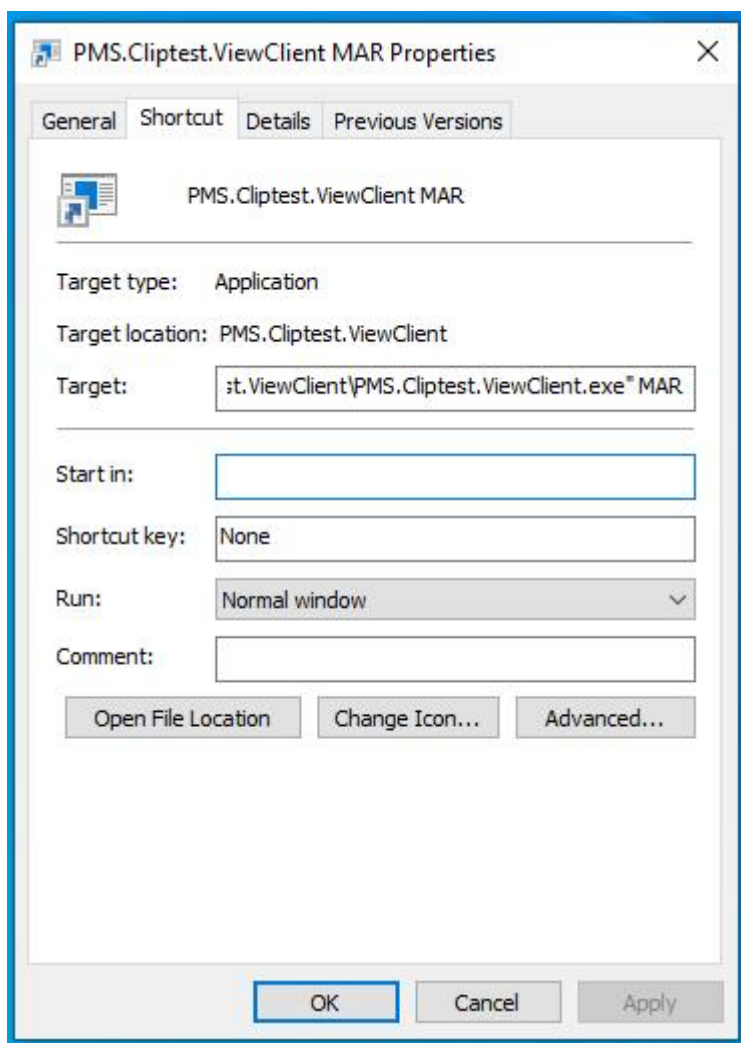 PMS.Cliptest.ViewClient MAR Properties
General Shortcut Details Previous Versions
PMS.Cliptest.ViewClient MAR
Target type: Application
Target location: PMS.Cliptest.ViewClient
Target: st.ViewClient\PMS.Cliptest.ViewClient.exe" MAR
Start in:
Shortcut key: None
Run: Normal window
Comment:
Open File Location Change Icon... Advanced...
OK Cancel Apply